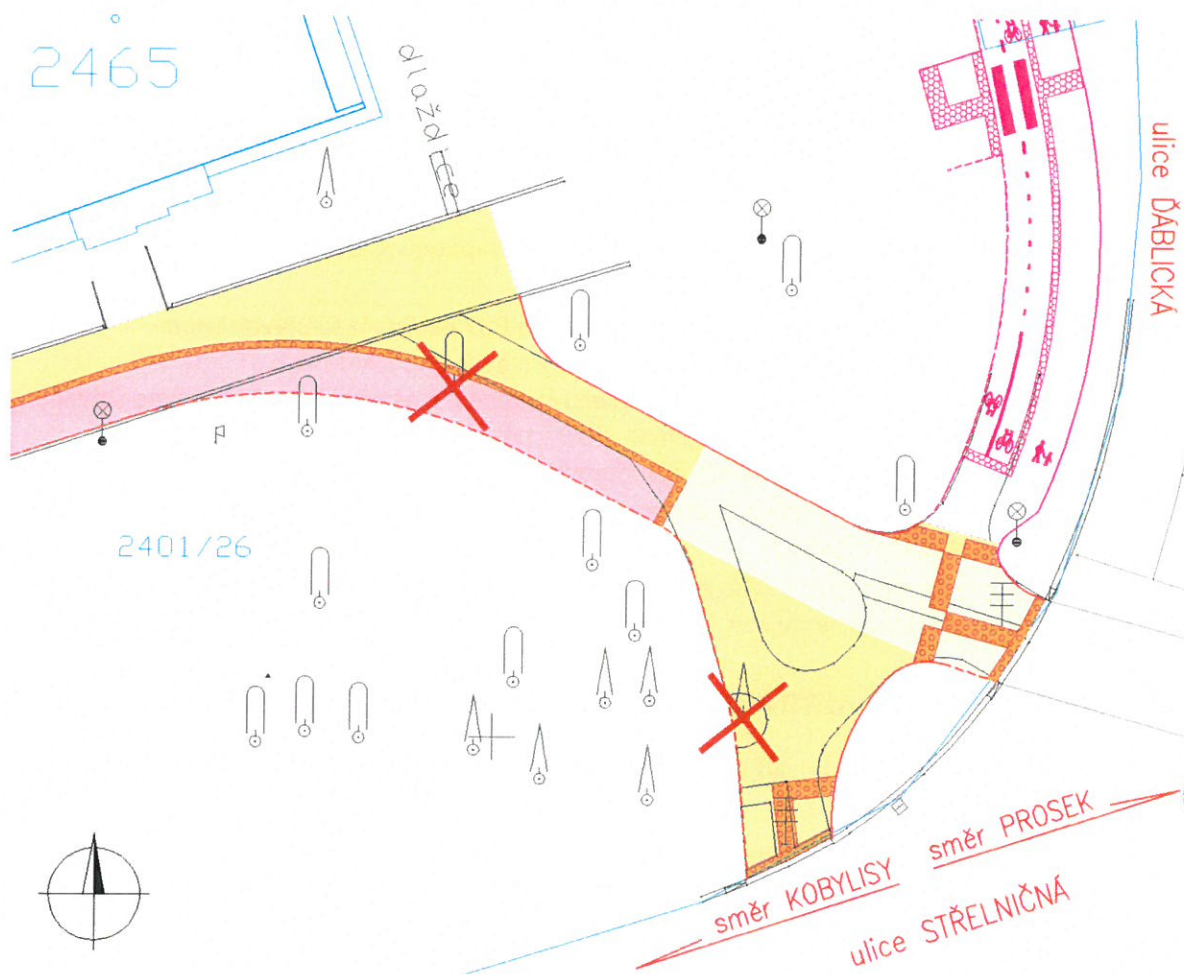 2465
dlaždice
ulice ĎÁBLICKÁ
2401/26
směr KOBYLISY
směr PROSEK
ulice STŘELNIČNÁ